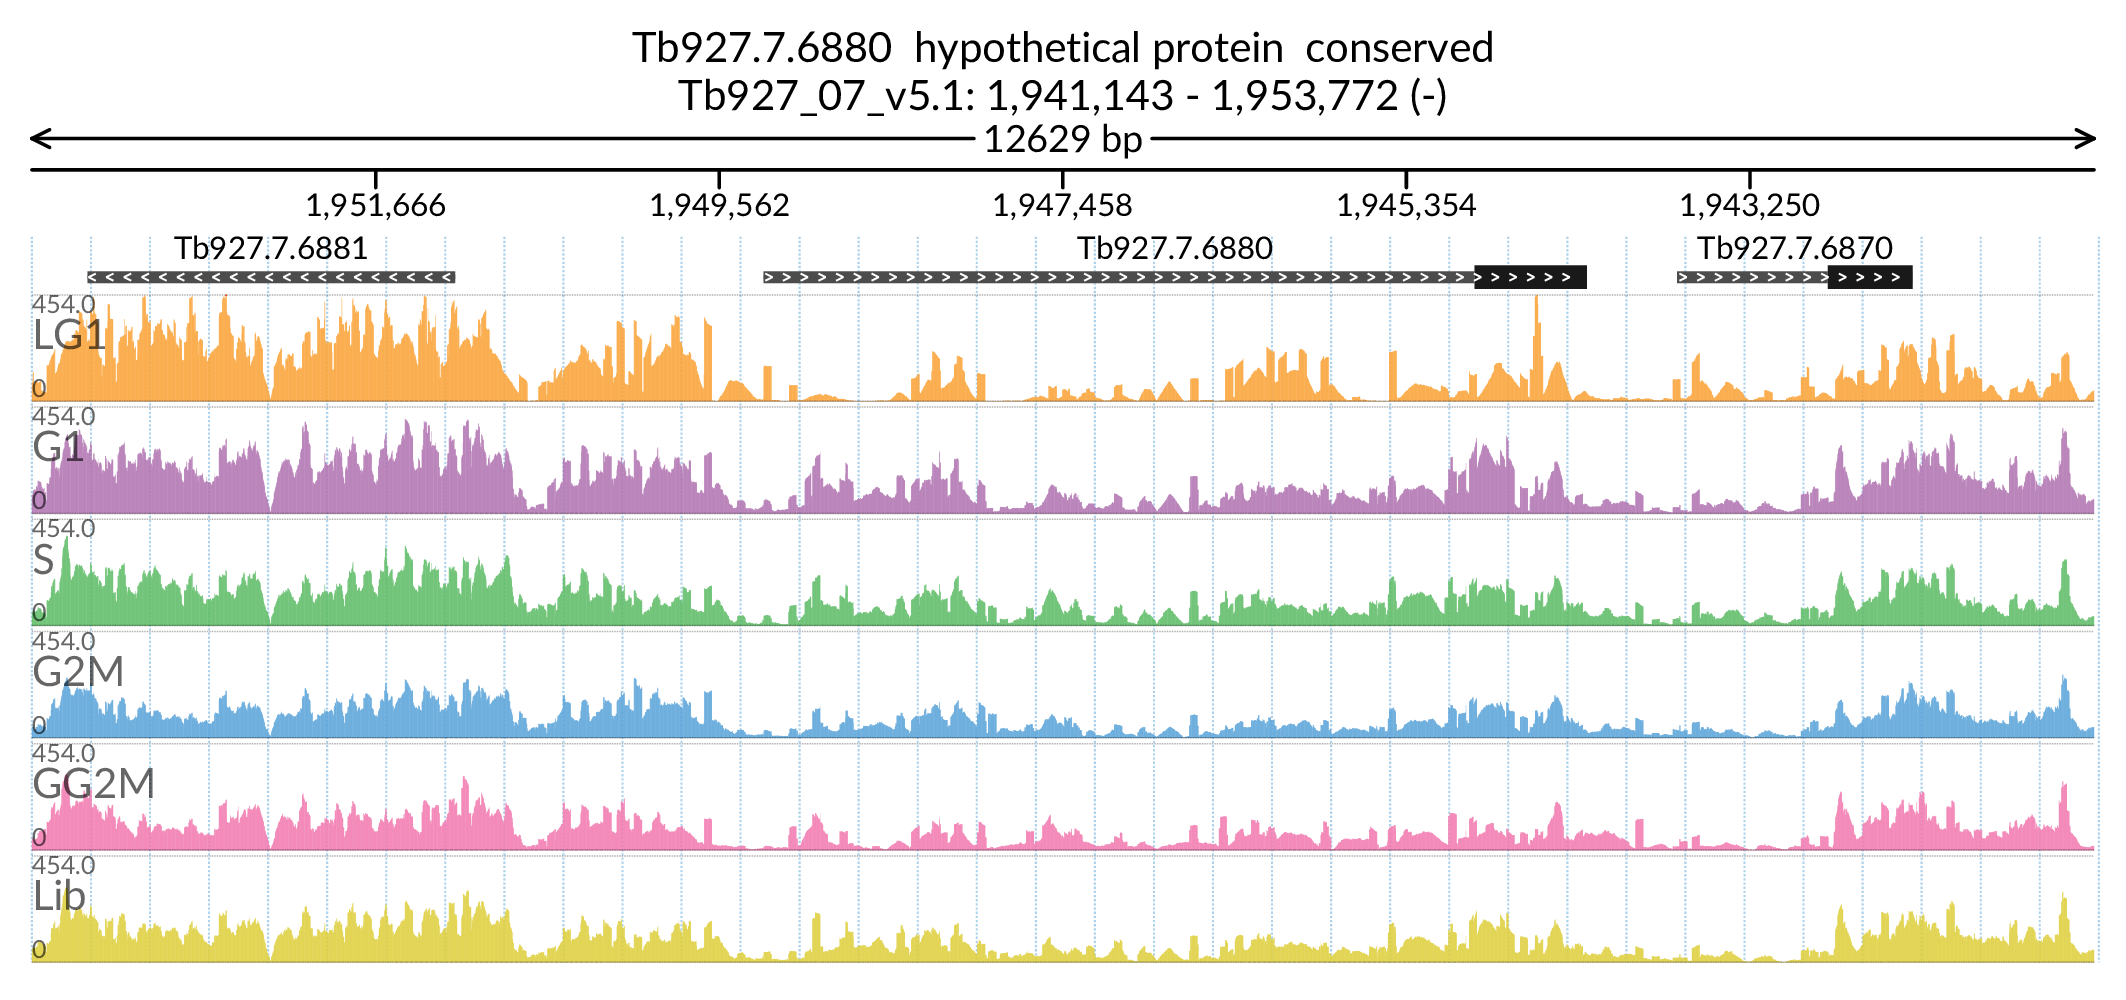 Tb927.7.6880  hypothetical protein  conserved
Tb927_07_v5.1: 1,941,143 - 1,953,772 (-)
12629 bp
1,951,666 1,949,562 1,947,458 1,945,354 1,943,250
Tb927.7.6881 Tb927.7.6880 Tb927.7.6870
454.0
LG1
0
454.0
G1
0
454.0
S
0
454.0
G2M
0
454.0
GG2M
0
454.0
Lib
0